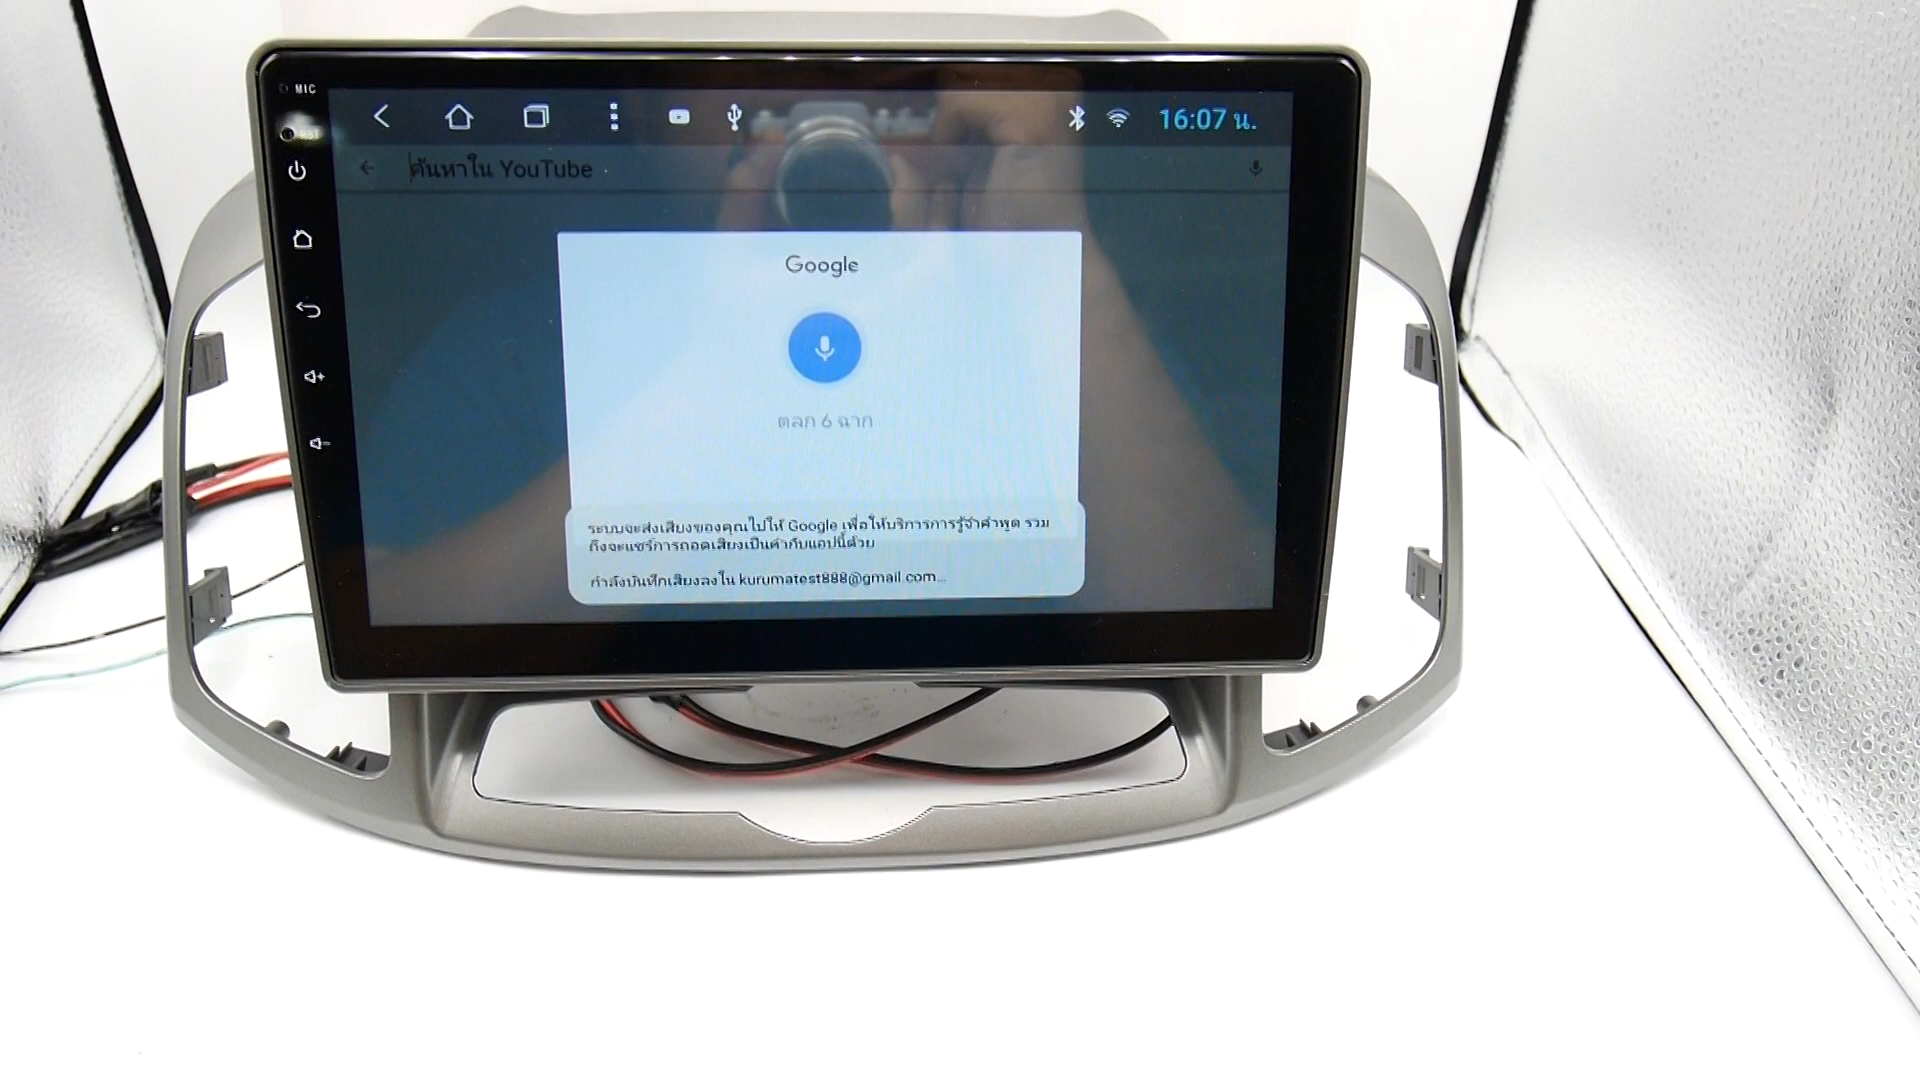 MIC
RST
16:07 น.
ค้นหาใน YouTube
Google
ตลก 6 ฉาก
ระบบจะส่งเสียงของคุณไปให้ Google เพื่อให้บริการการรู้จำคำพูด รวม
ถึงจะแชร์การถอดเสียงเป็นคำกับแอปนี้ด้วย
กำลังบันทึกเสียงลงใน kurumatest888@gmail.com...